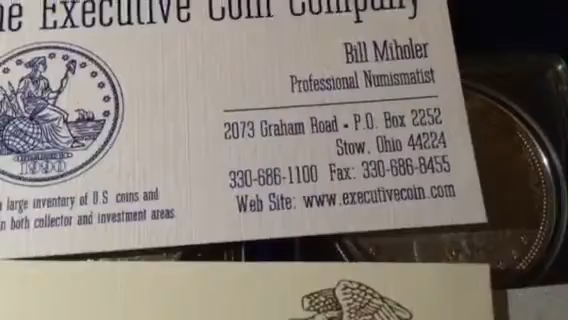 he Executive Coin Company
Bill Miholer
Professional Numismatist
2073 Graham Road • P.O. Box 2252
Stow, Ohio 44224
330-686-1100 Fax: 330-686-8455
Web Site: www.executivecoin.com
large inventory of U.S. coins and
in both collector and investment areas